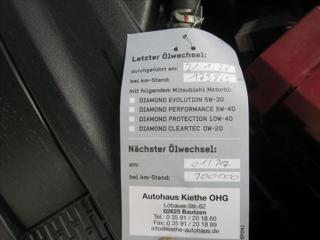 Letzter Ölwechsel:
durchgeführt am:
bei km-Stand:
mit folgendem Mitsubishi Motoröl:
DIAMOND EVOLUTION 5W-30
DIAMOND PERFORMANCE 5W-40
DIAMOND PROTECTION 10W-40
DIAMOND CLEARTEC 0W-20
Nächster Ölwechsel:
am:
bei km-Stand: 200000
Autohaus Kiethe OHG
Löbauer Str. 62
02625 Bautzen
Tel.: 0 35 91 / 20 18 60
Fax: 0 35 91 / 20 18 89
info@kiethe-autohaus.de